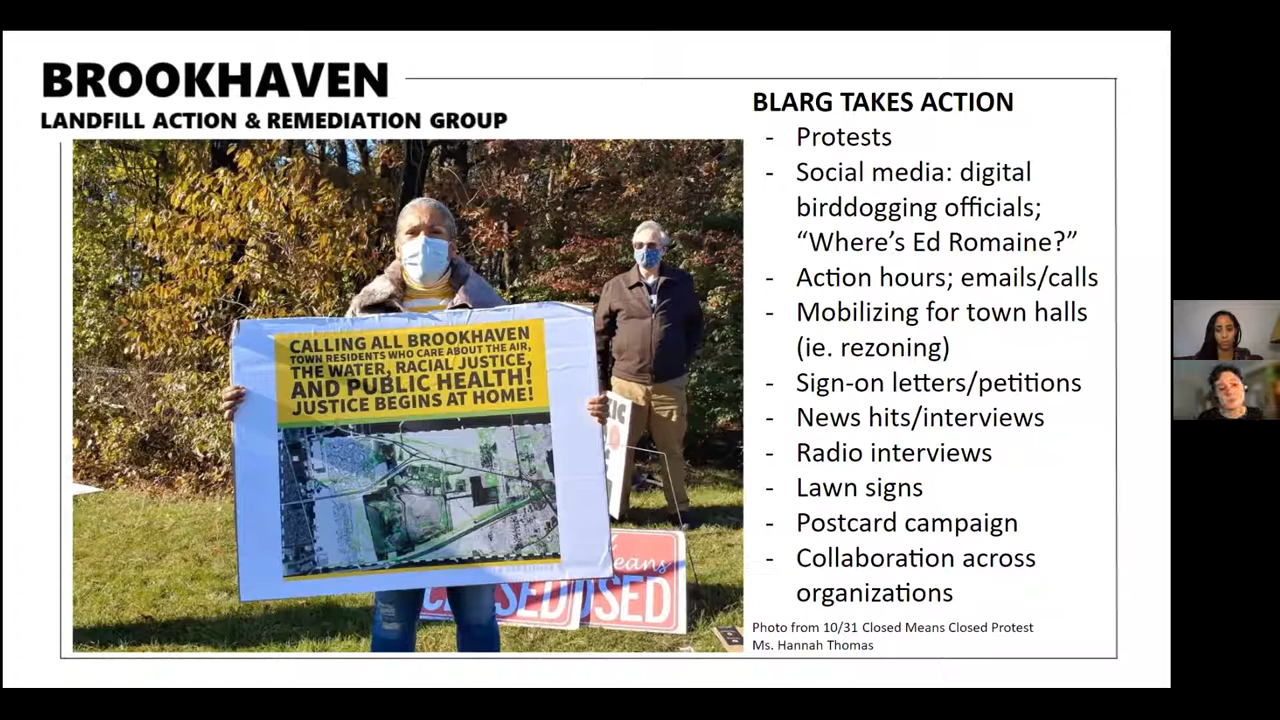 BROOKHAVEN
LANDFILL ACTION & REMEDIATION GROUP
CALLING ALL BROOKHAVEN
TOWN RESIDENTS WHO CARE ABOUT THE AIR,
THE WATER, RACIAL JUSTICE,
AND PUBLIC HEALTH!
JUSTICE BEGINS AT HOME!
IC
eans
OSED
BLARG TAKES ACTION
- Protests
- Social media: digital
birddogging officials;
“Where’s Ed Romaine?”
- Action hours; emails/calls
- Mobilizing for town halls
(ie. rezoning)
- Sign-on letters/petitions
- News hits/interviews
- Radio interviews
- Lawn signs
- Postcard campaign
- Collaboration across
organizations
Photo from 10/31 Closed Means Closed Protest
Ms. Hannah Thomas